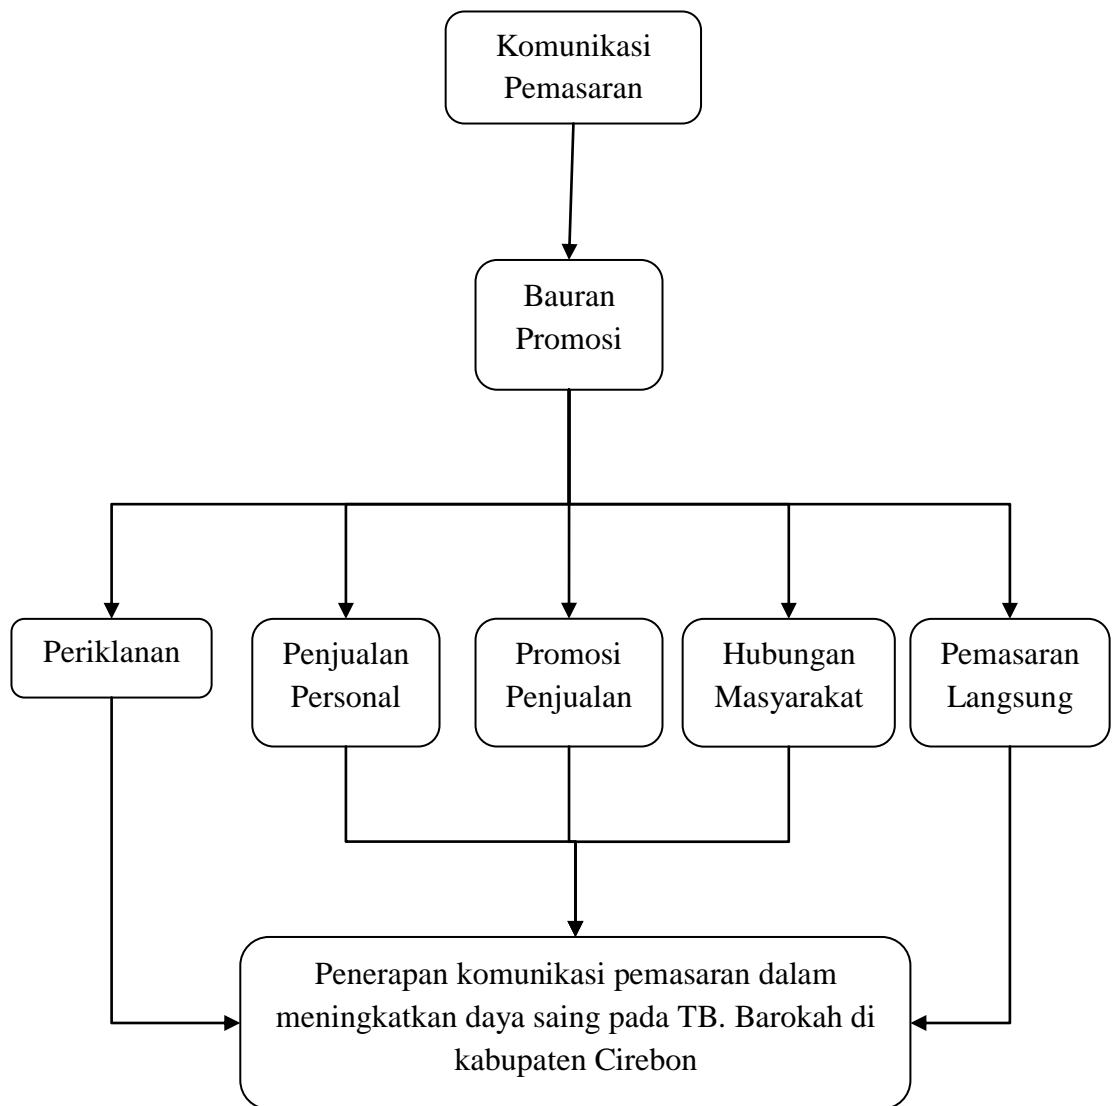 Komunikasi
Pemasaran
Bauran
Promosi
Periklanan
Penjualan
Personal
Promosi
Penjualan
Hubungan
Masyarakat
Pemasaran
Langsung
Penerapan komunikasi pemasaran dalam
meningkatkan daya saing pada TB. Barokah di
kabupaten Cirebon